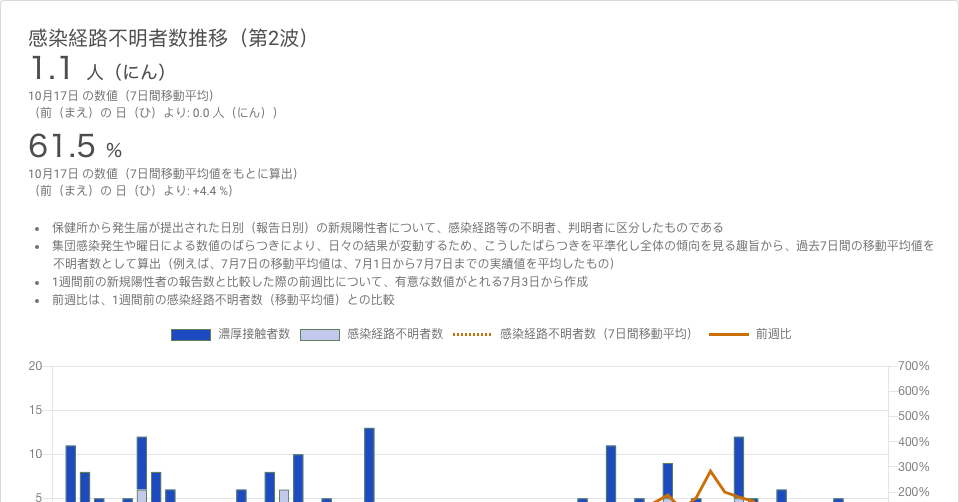 感染経路不明者数推移（第2波）
1.1 人（にん）
10月17日 の数値（7日間移動平均）
（前（まえ）の 日（ひ）より: 0.0 人（にん））
61.5 %
10月17日 の数値（7日間移動平均値をもとに算出）
（前（まえ）の 日（ひ）より: +4.4 %）
• 保健所から発生届が提出された日別（報告日別）の新規陽性者について、感染経路等の不明者、判明者に区分したものである
• 集団感染発生や曜日による数値のばらつきにより、日々の結果が変動するため、こうしたばらつきを平準化し全体の傾向を見る趣旨から、過去7日間の移動平均値を
不明者数として算出（例えば、7月7日の移動平均値は、7月1日から7月7日までの実績値を平均したもの）
• 1週間前の新規陽性者の報告数と比較した際の前週比について、有意な数値がとれる7月3日から作成
• 前週比は、1週間前の感染経路不明者数（移動平均値）との比較
濃厚接触者数 感染経路不明者数 感染経路不明者数（7日間移動平均） 前週比
20 700%
600%
15 500%
10 400%
300%
5 200%